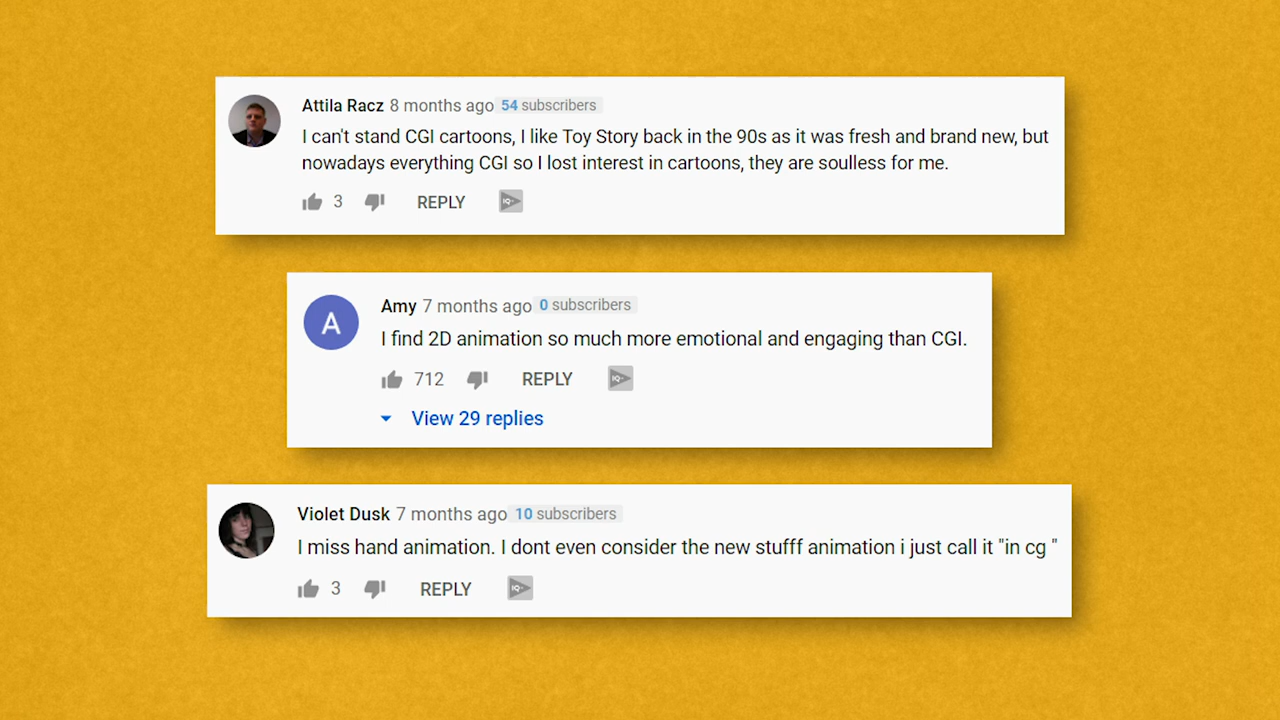 Attila Racz 8 months ago 54 subscribers
I can't stand CGI cartoons, I like Toy Story back in the 90s as it was fresh and brand new, but
nowadays everything CGI so I lost interest in cartoons, they are soulless for me.
3 REPLY IQ
A
Amy 7 months ago 0 subscribers
I find 2D animation so much more emotional and engaging than CGI.
712 REPLY IQ
View 29 replies
Violet Dusk 7 months ago 10 subscribers
I miss hand animation. I dont even consider the new stufff animation i just call it "in cg "
3 REPLY IQ